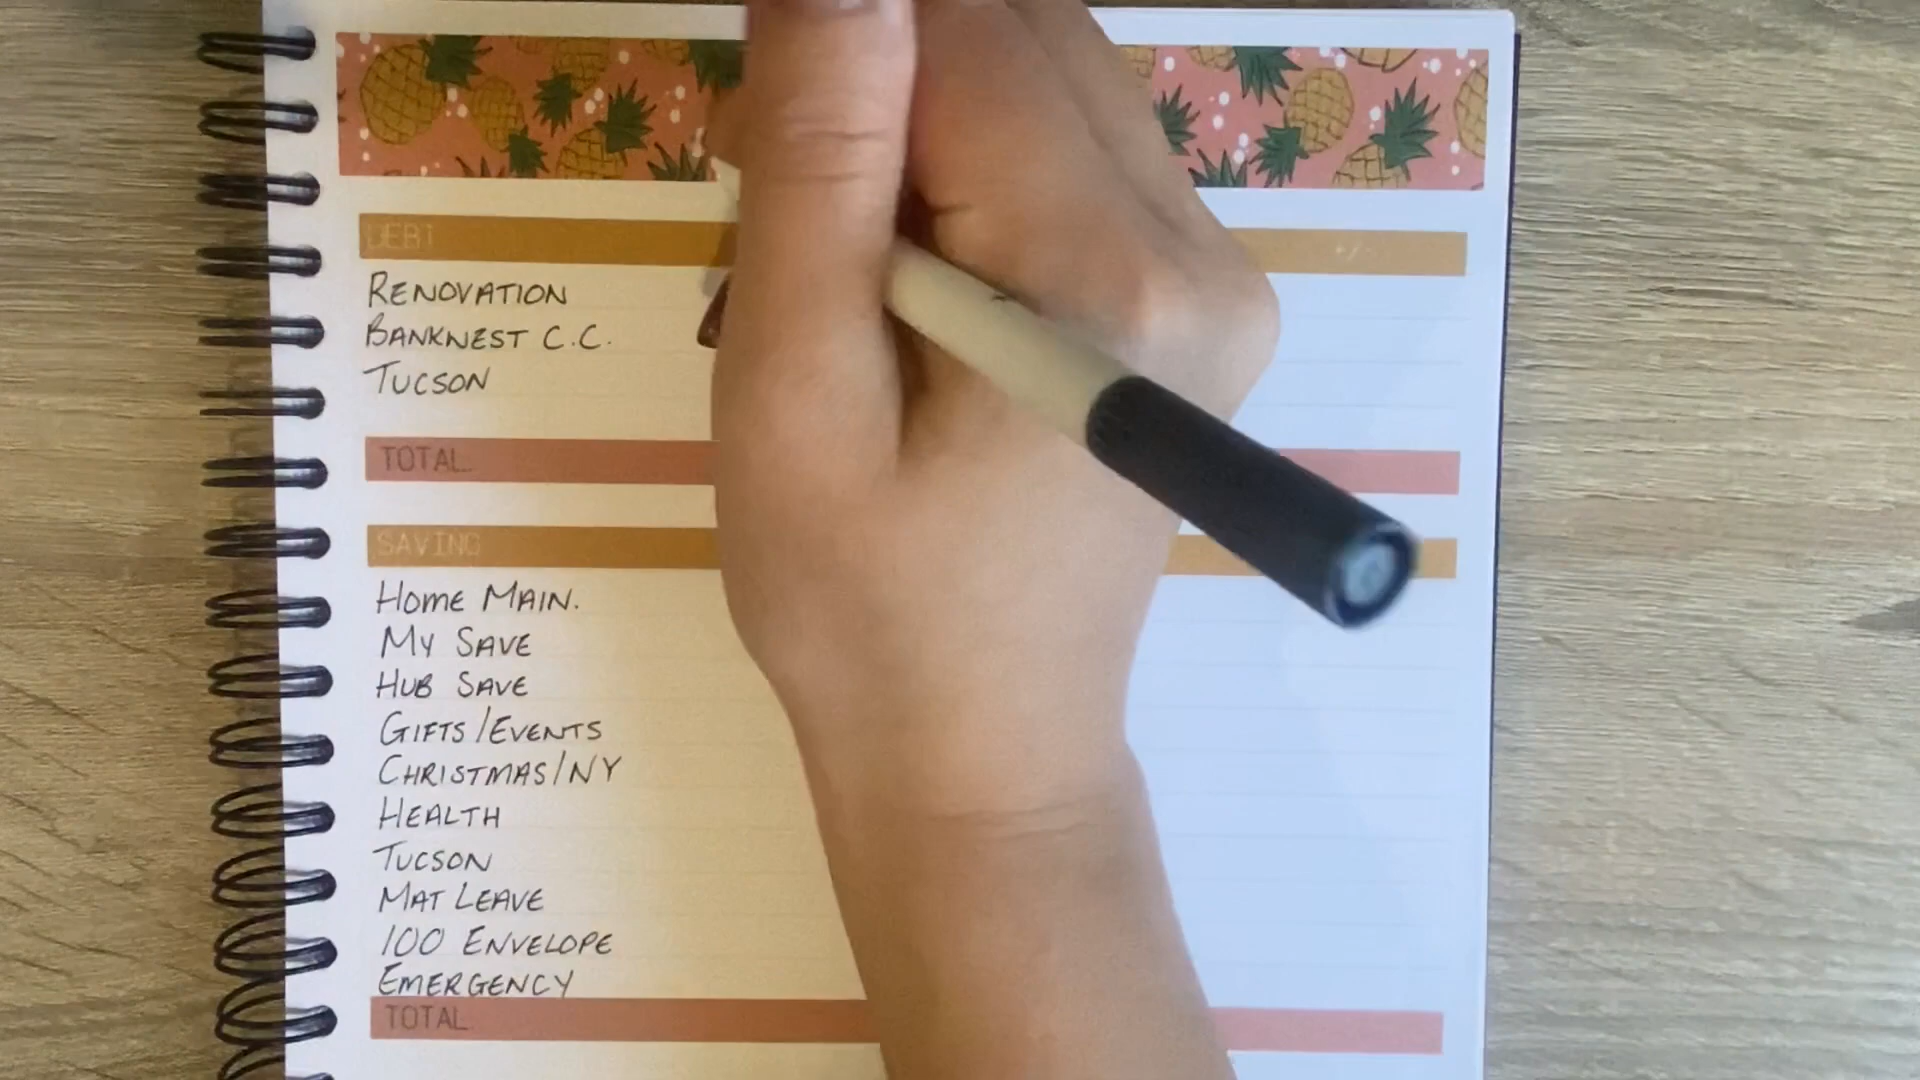 DEBT +/-
RENOVATION
BANKNEST C.C.
TUCSON
TOTAL
SAVING
HOME MAIN.
MY SAVE
HUB SAVE
GIFTS/EVENTS
CHRISTMAS/NY
HEALTH
TUCSON
MAT LEAVE
100 ENVELOPE
EMERGENCY
TOTAL